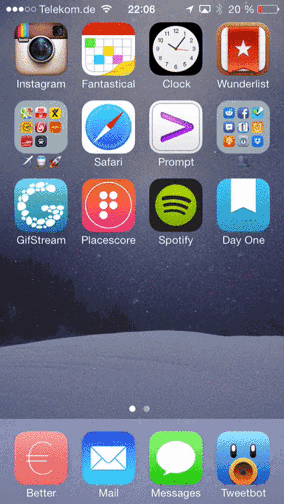 Telekom.de 22:06 20 %
Instagram Fantastical Clock Wunderlist
Safari Prompt
GifStream Placescore Spotify Day One
Better Mail Messages Tweetbot